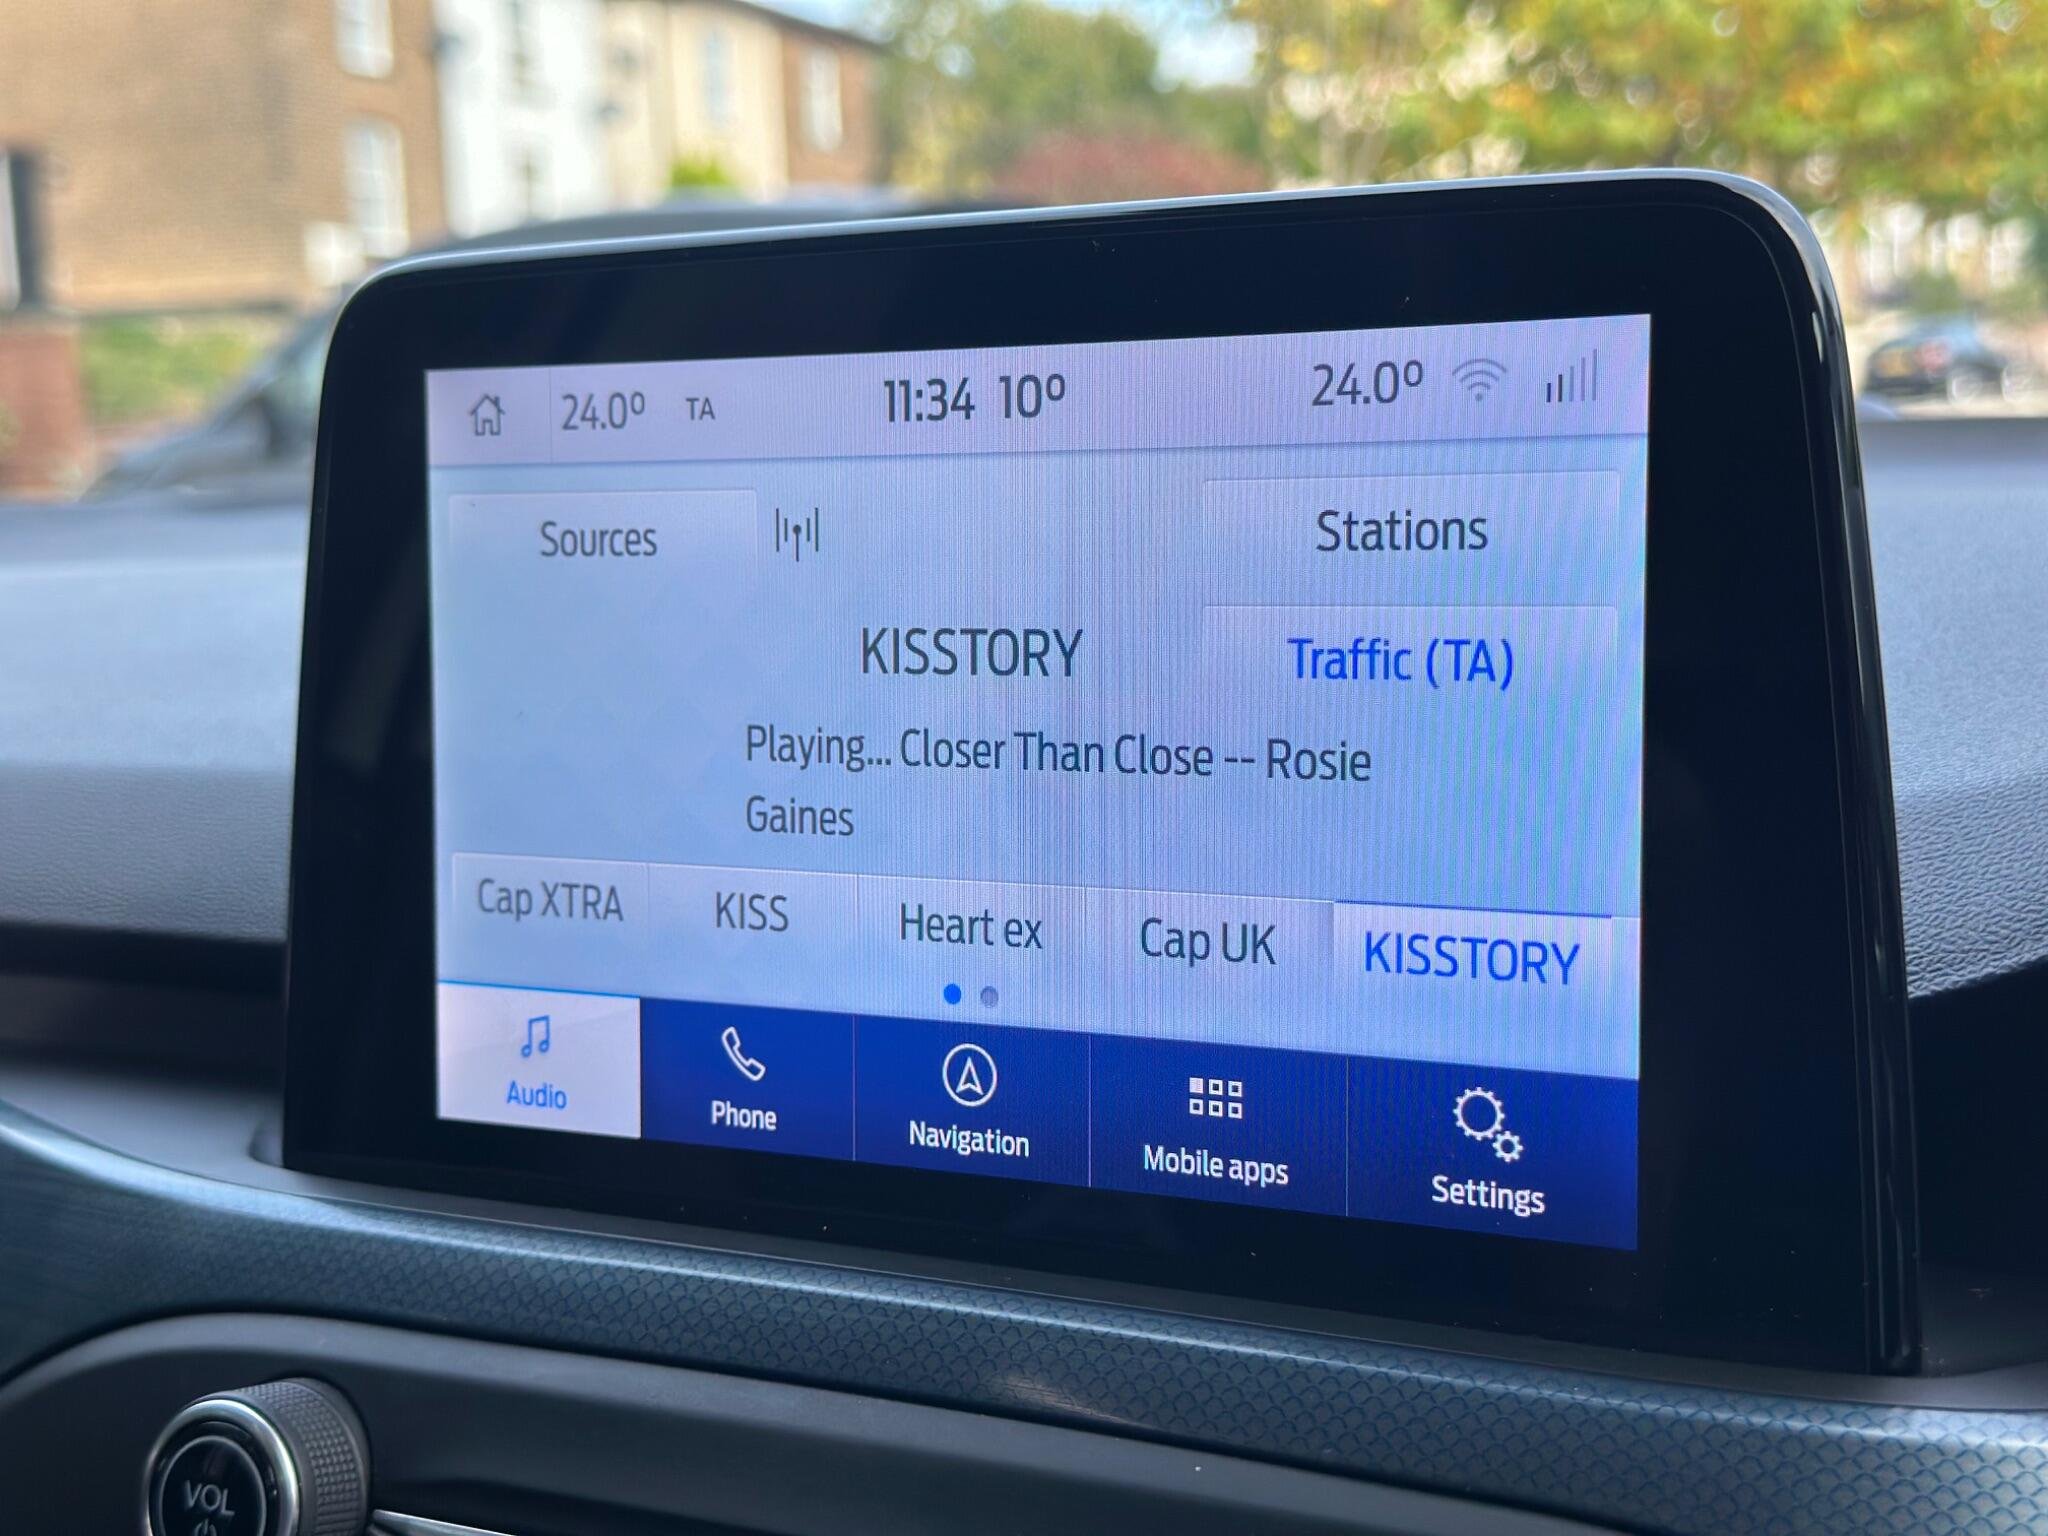 24.0° TA 11:34 10° 24.0°
Sources Stations
KISSTORY Traffic (TA)
Playing... Closer Than Close -- Rosie
Gaines
Cap XTRA KISS Heart ex Cap UK KISSTORY
Audio Phone Navigation Mobile apps Settings
VOL